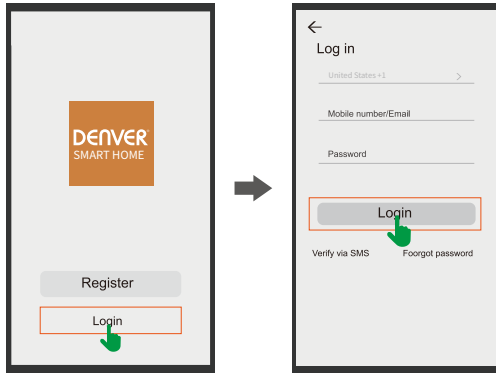 DENVER
SMART HOME
Register
Login
Log in
United States +1
Mobile number/Email
Password
Login
Verify via SMS
Foorgot password